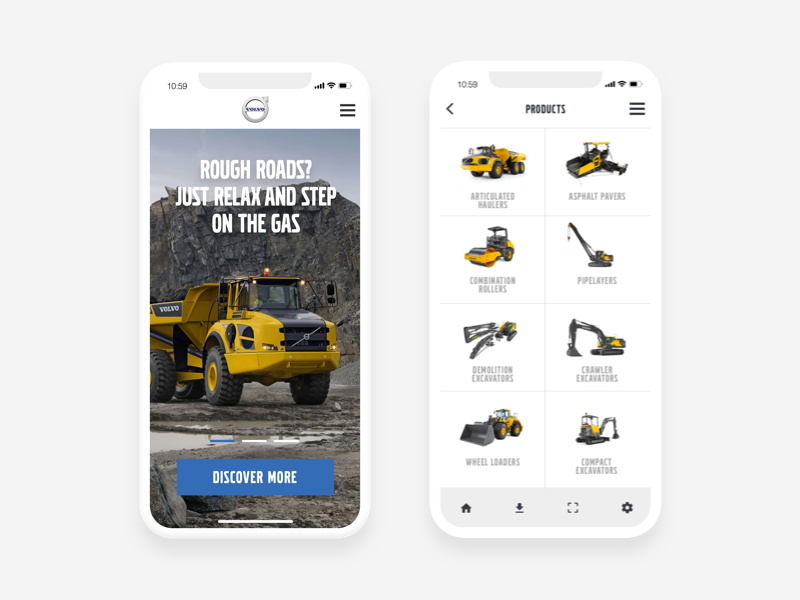 10:59
VOLVO
ROUGH ROADS?
JUST RELAX AND STEP
ON THE GAS
VOLVO
DISCOVER MORE
10:59
PRODUCTS
ARTICULATED
HAULERS
ASPHALT PAVERS
COMBINATION
ROLLERS
PIPELAYERS
DEMOLITION
EXCAVATORS
CRAWLER
EXCAVATORS
WHEEL LOADERS
COMPACT
EXCAVATORS